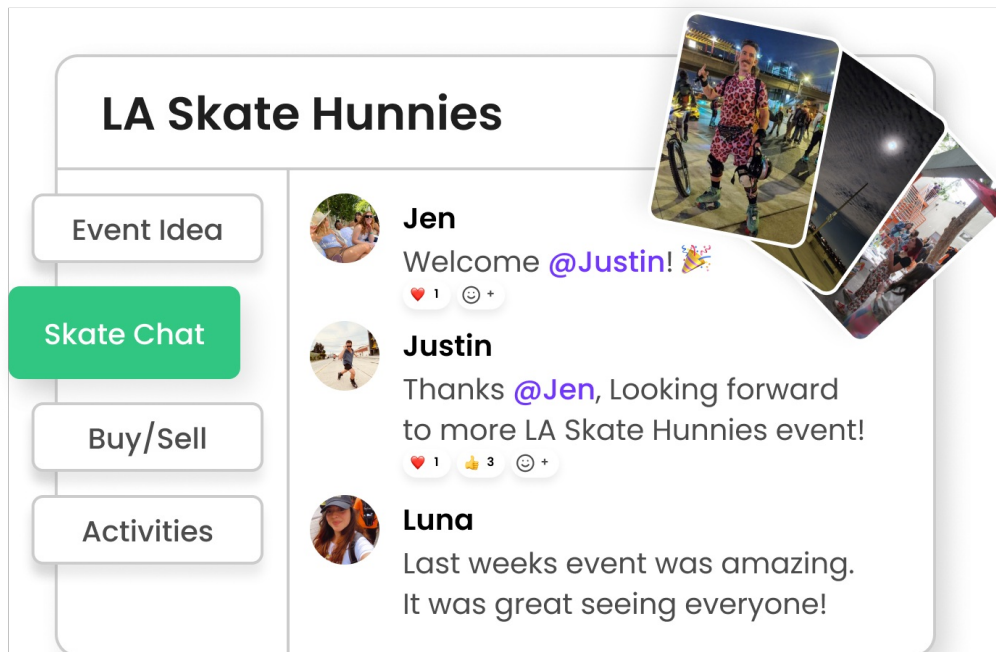 LA Skate Hunnies
Event Idea
Skate Chat
Buy/Sell
Activities
Jen
Welcome @Justin! 🎉
❤️ 1 +
Justin
Thanks @Jen, Looking forward
to more LA Skate Hunnies event!
❤️ 1 👍 3 +
Luna
Last weeks event was amazing.
It was great seeing everyone!